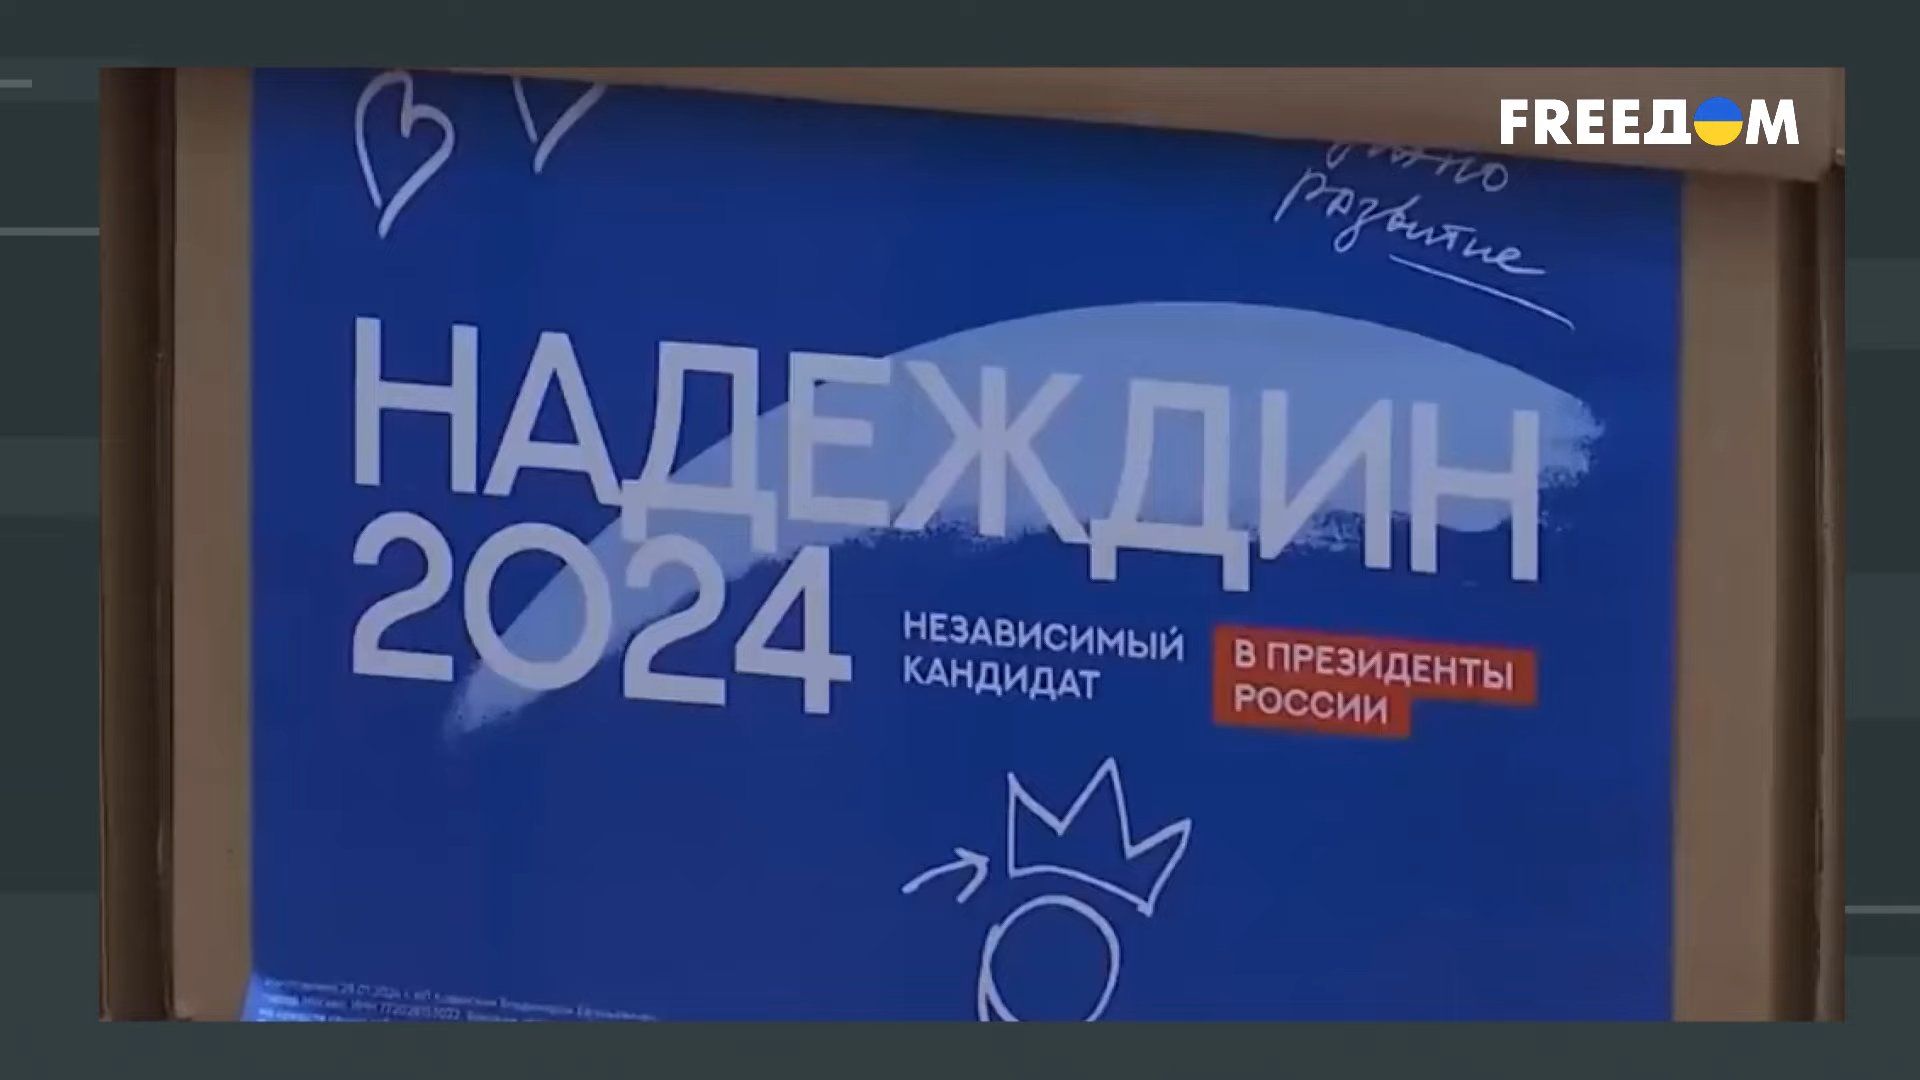 FREEДОМ
развитие
НАДЕЖДИН
2024
НЕЗАВИСИМЫЙ
КАНДИДАТ
В ПРЕЗИДЕНТЫ
РОССИИ